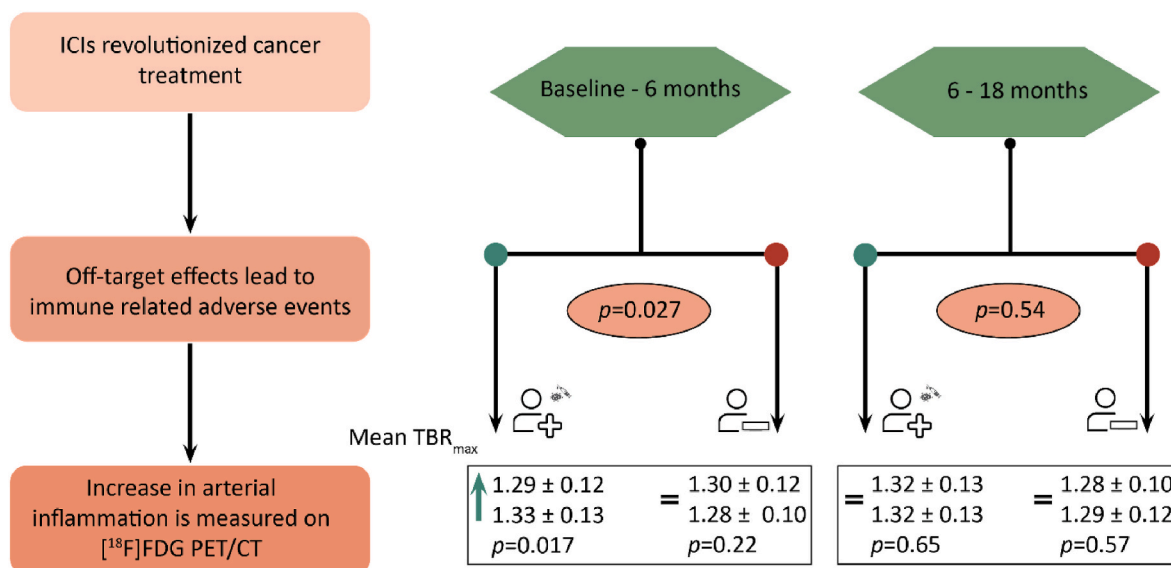 ICIs revolutionized cancer
treatment
Off-target effects lead to
immune related adverse events
Increase in arterial
inflammation is measured on
[¹⁸F]FDG PET/CT
Baseline - 6 months
p=0.027
Mean TBRmax
1.29 ± 0.12
1.33 ± 0.13
p=0.017
= 1.30 ± 0.12
1.28 ± 0.10
p=0.22
6 - 18 months
p=0.54
= 1.32 ± 0.13
1.32 ± 0.13
p=0.65
= 1.28 ± 0.10
1.29 ± 0.12
p=0.57